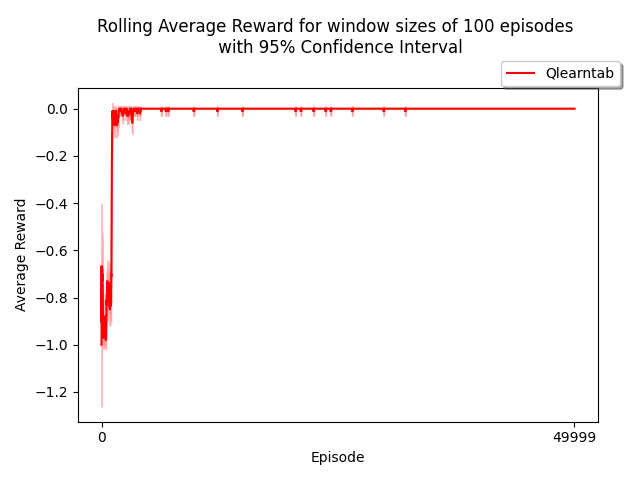 Rolling Average Reward for window sizes of 100 episodes
with 95% Confidence Interval
Qlearntab
0.0
−0.2
−0.4
−0.6
−0.8
−1.0
−1.2
Average Reward
0
49999
Episode